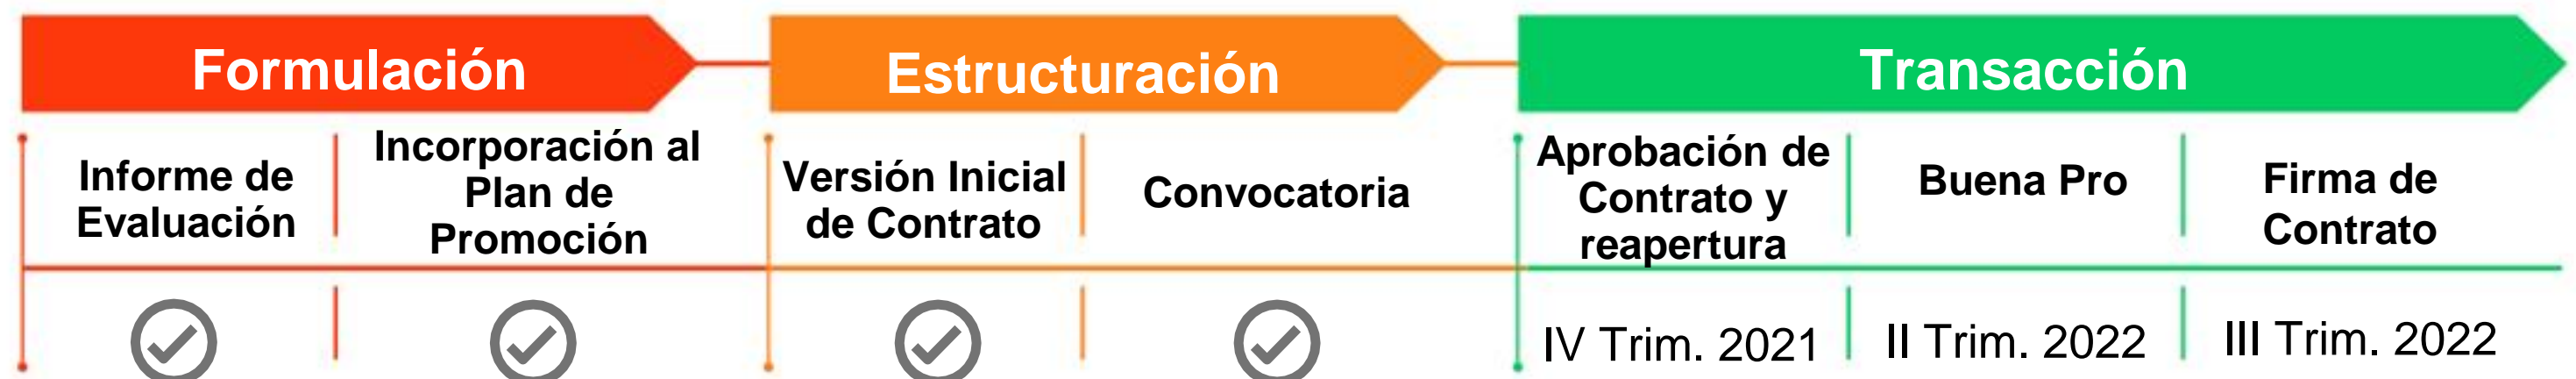 Formulación
Estructuración
Transacción
Informe de
Evaluación
Incorporación al
Plan de
Promoción
Versión Inicial
de Contrato
Convocatoria
Aprobación de
Contrato y
reapertura
Buena Pro
Firma de
Contrato
IV Trim. 2021
II Trim. 2022
III Trim. 2022